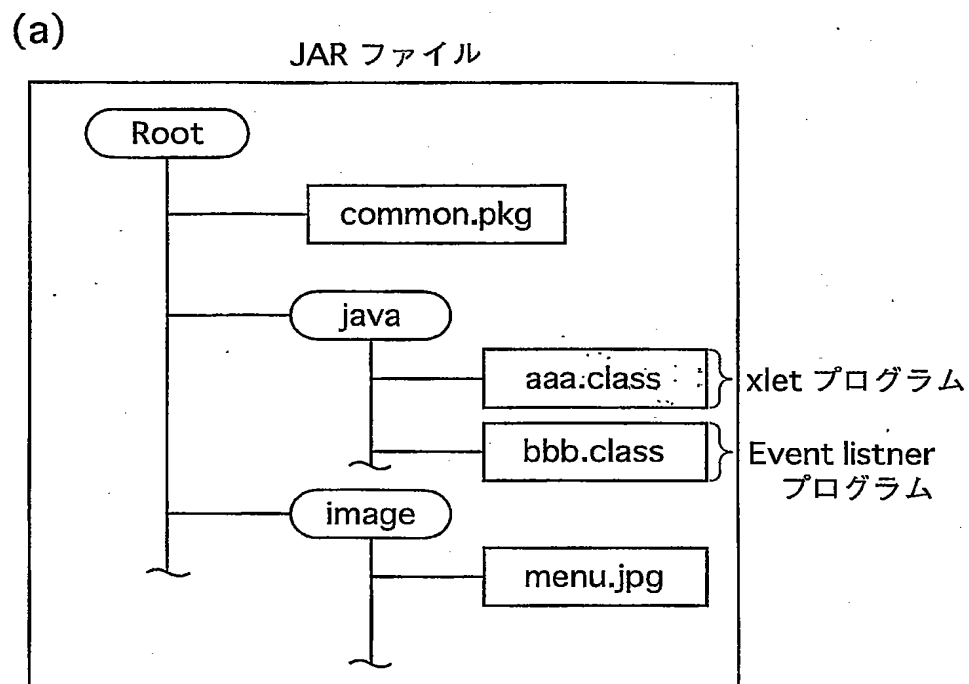 (a)
JAR ファイル
Root
common.pkg
java
aaa.class
xlet プログラム
bbb.class
Event listner
プログラム
image
menu.jpg